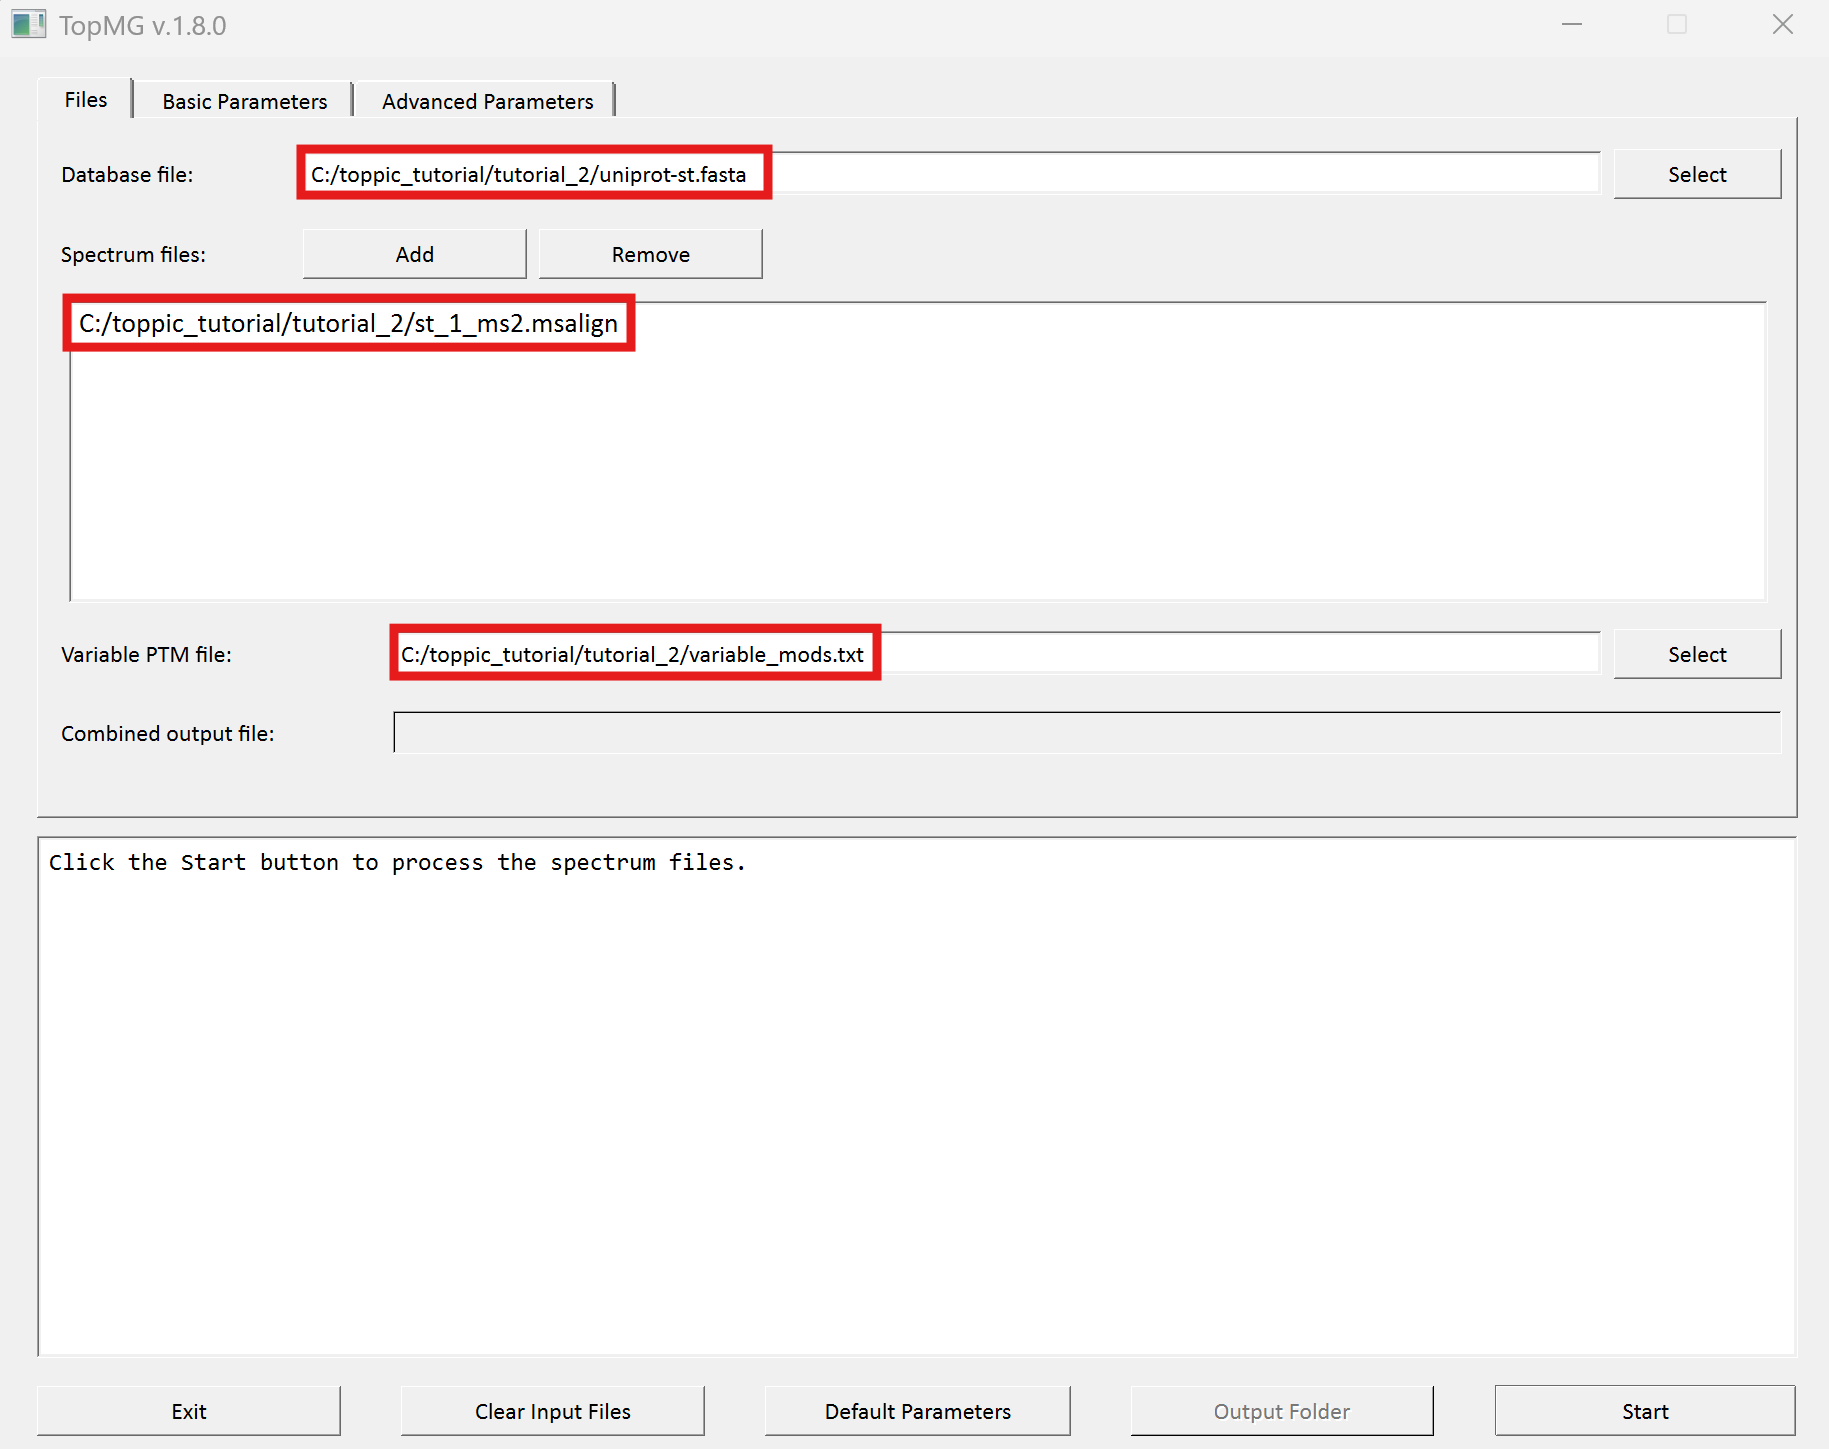 TopMG v.1.8.0
Files Basic Parameters Advanced Parameters
Database file: C:/toppic_tutorial/tutorial_2/uniprot-st.fasta Select
Spectrum files: Add Remove
C:/toppic_tutorial/tutorial_2/st_1_ms2.msalign
Variable PTM file: C:/toppic_tutorial/tutorial_2/variable_mods.txt Select
Combined output file:
Click the Start button to process the spectrum files.
Exit Clear Input Files Default Parameters Output Folder Start